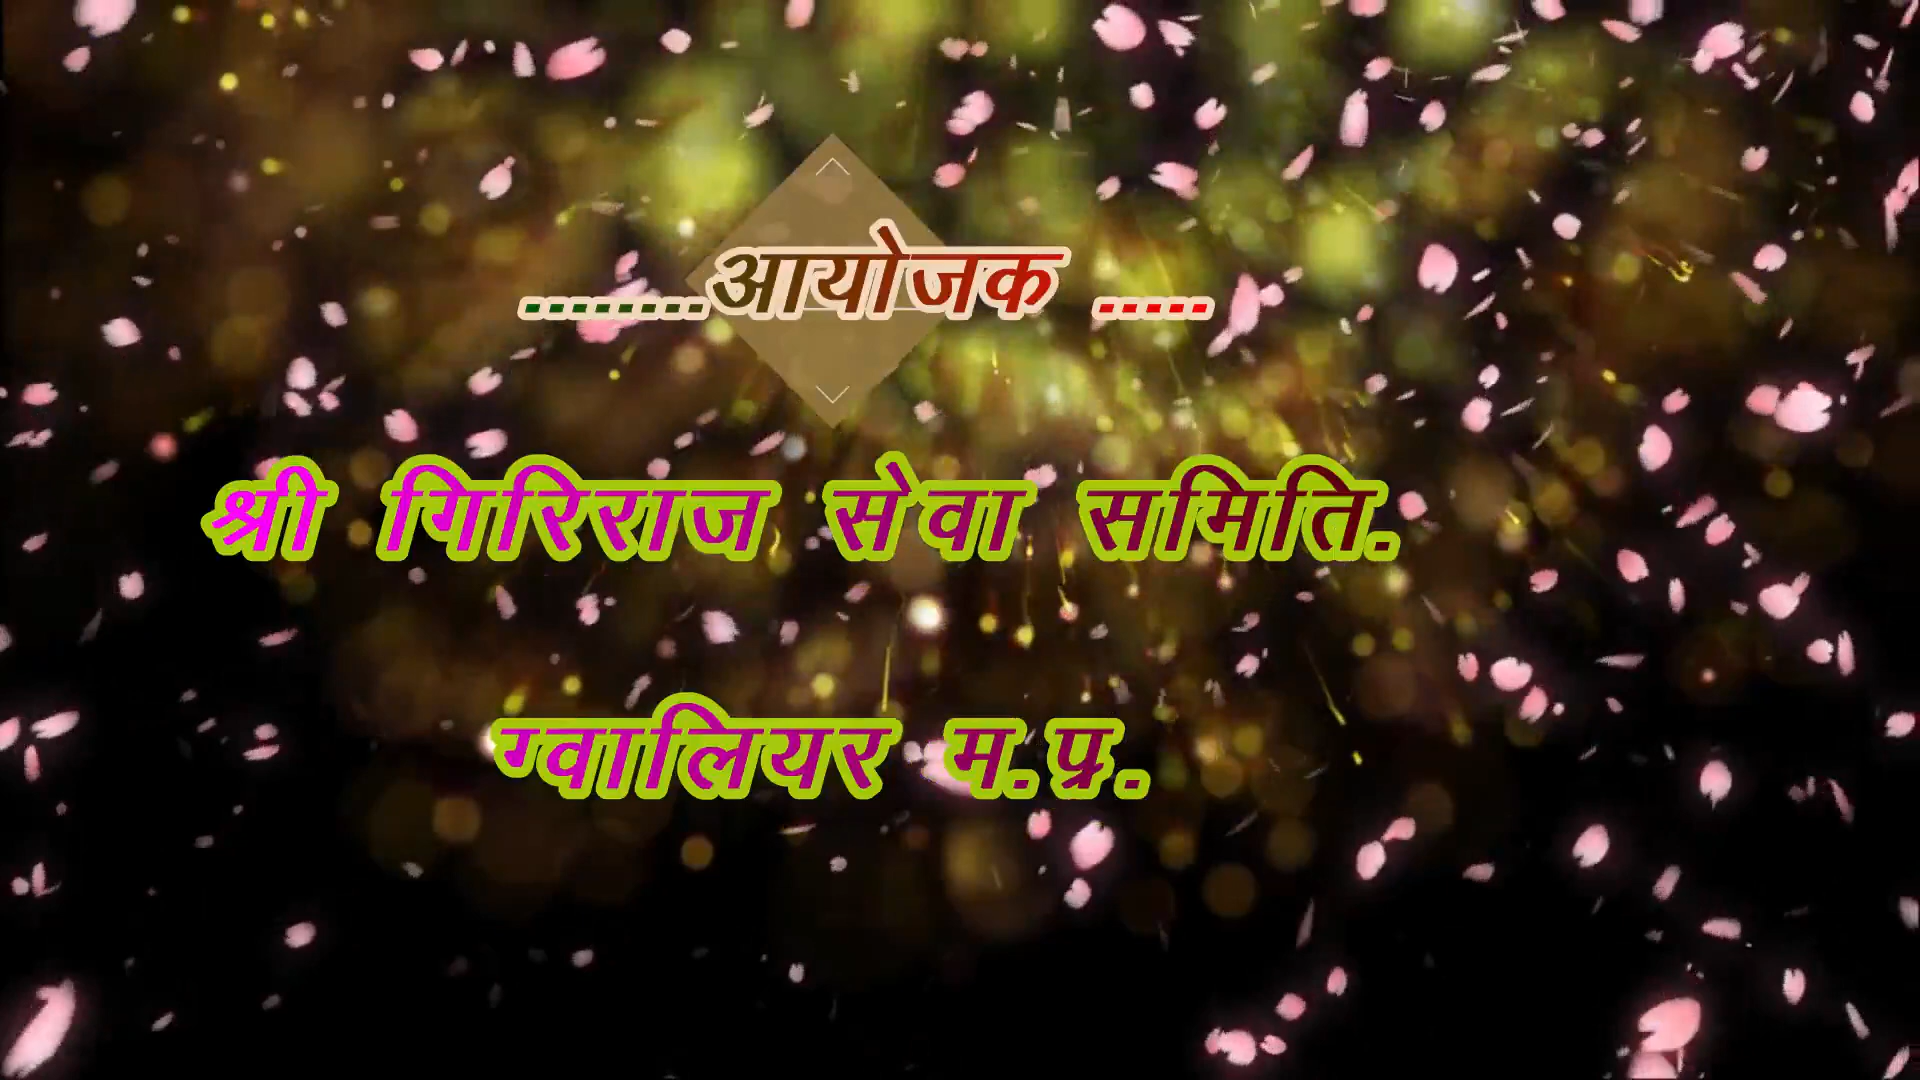 ........आयोजक .....
श्री गिरिराज सेवा समिति.
ग्वालियर म.प्र.